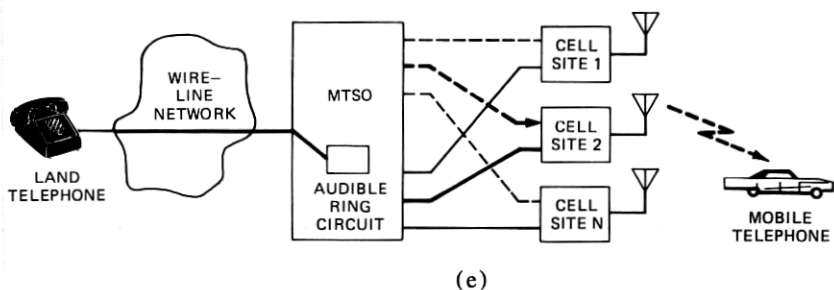 WIRE–
LINE
NETWORK
LAND
TELEPHONE
MTSO
AUDIBLE
RING
CIRCUIT
CELL
SITE 1
CELL
SITE 2
CELL
SITE N
MOBILE
TELEPHONE
(e)